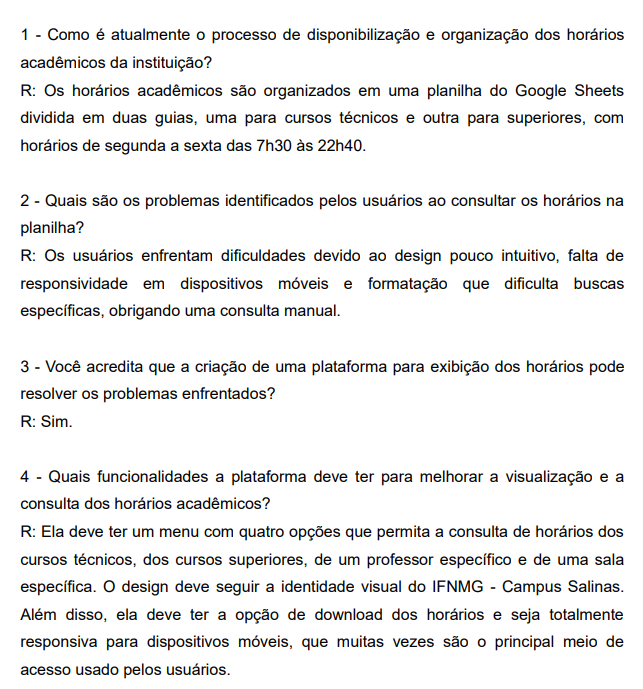 1 - Como é atualmente o processo de disponibilização e organização dos horários
acadêmicos da instituição?
R: Os horários acadêmicos são organizados em uma planilha do Google Sheets
dividida em duas guias, uma para cursos técnicos e outra para superiores, com
horários de segunda a sexta das 7h30 às 22h40.
2 - Quais são os problemas identificados pelos usuários ao consultar os horários na
planilha?
R: Os usuários enfrentam dificuldades devido ao design pouco intuitivo, falta de
responsividade em dispositivos móveis e formatação que dificulta buscas
específicas, obrigando uma consulta manual.
3 - Você acredita que a criação de uma plataforma para exibição dos horários pode
resolver os problemas enfrentados?
R: Sim.
4 - Quais funcionalidades a plataforma deve ter para melhorar a visualização e a
consulta dos horários acadêmicos?
R: Ela deve ter um menu com quatro opções que permita a consulta de horários dos
cursos técnicos, dos cursos superiores, de um professor específico e de uma sala
específica. O design deve seguir a identidade visual do IFNMG - Campus Salinas.
Além disso, ela deve ter a opção de download dos horários e seja totalmente
responsiva para dispositivos móveis, que muitas vezes são o principal meio de
acesso usado pelos usuários.